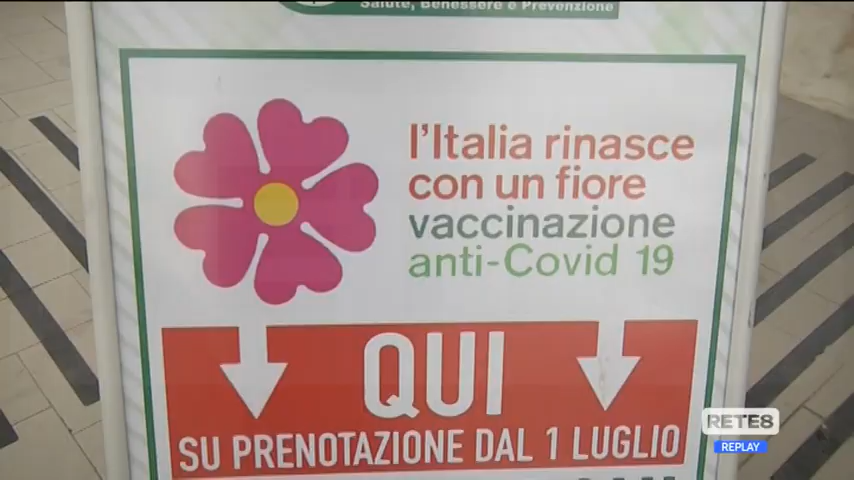 Salute, Benessere e Prevenzione
l'Italia rinasce
con un fiore
vaccinazione
anti-Covid 19
QUI
SU PRENOTAZIONE DAL 1 LUGLIO
RETE8
REPLAY